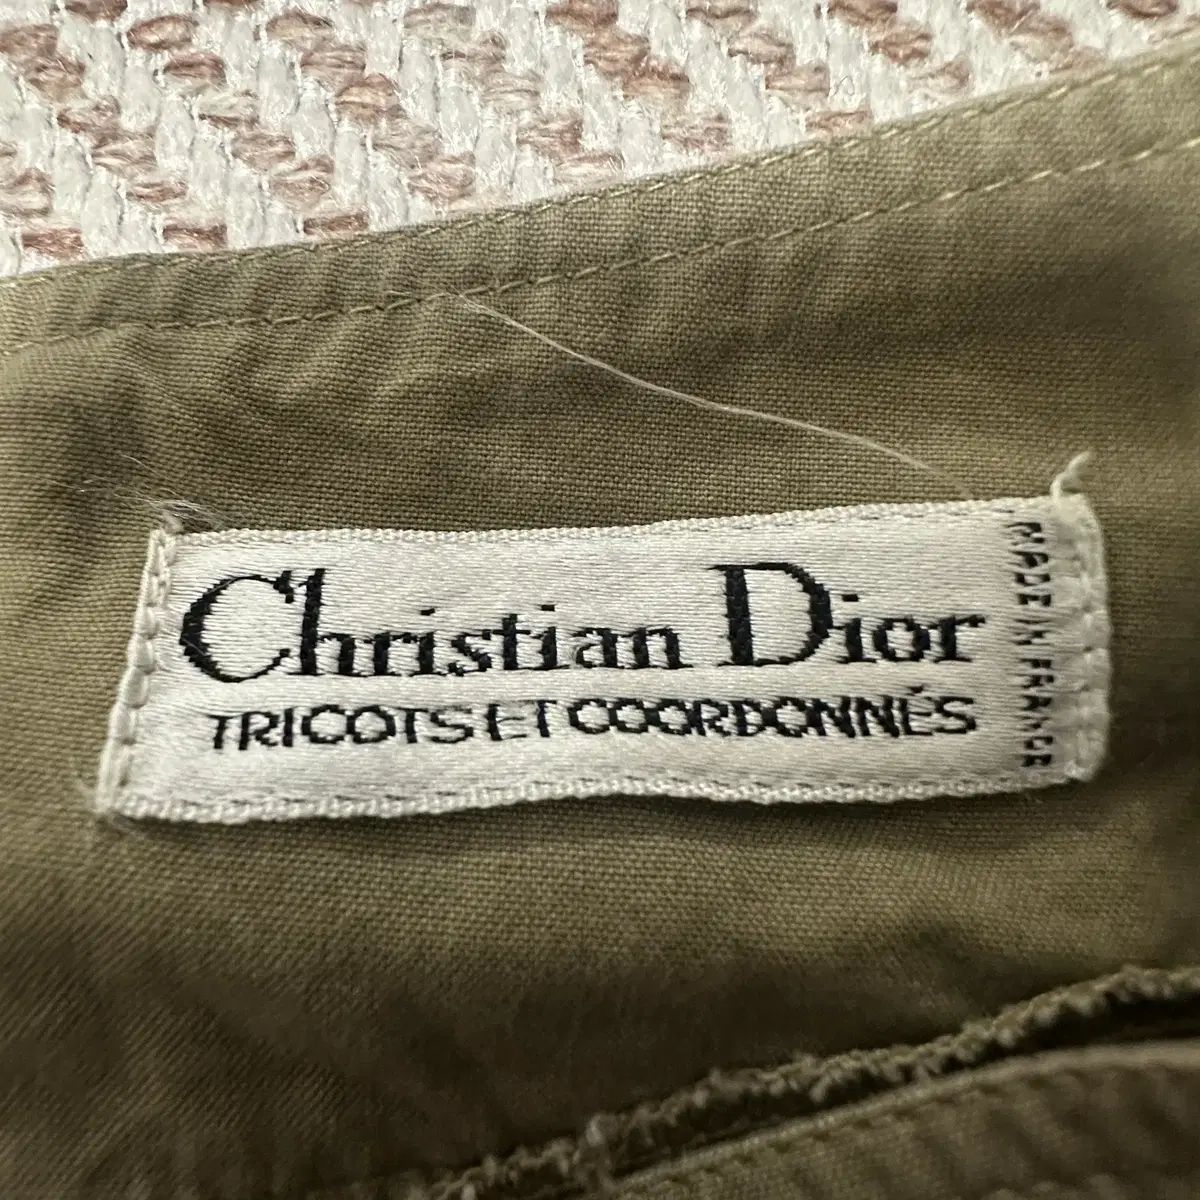 Christian Dior
TRICOTS ET COORDONNÉS
MADE IN FRANCE